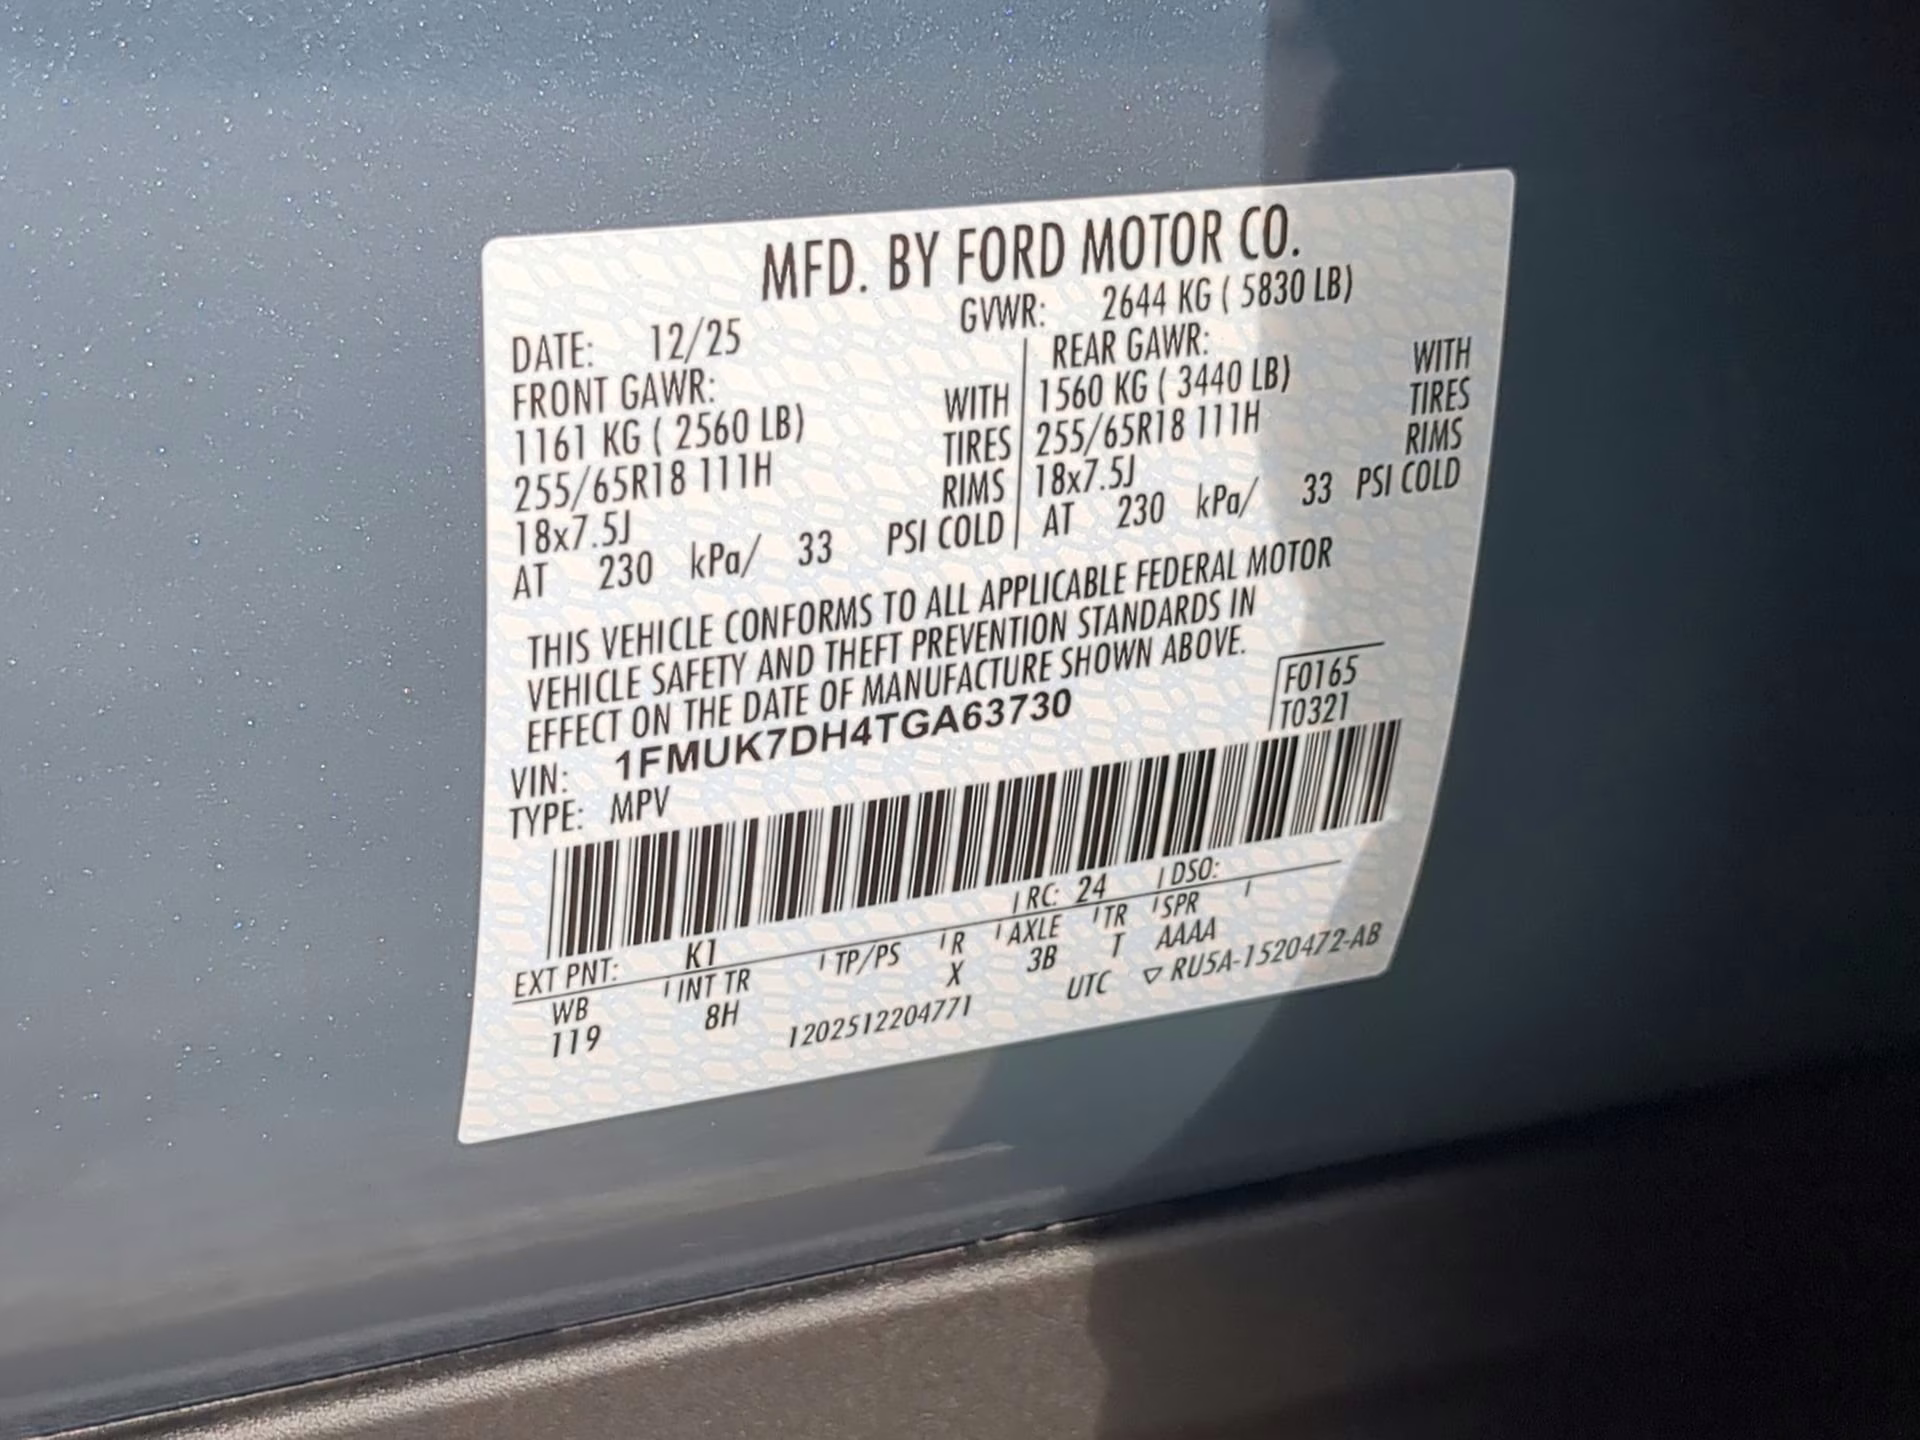 MFD. BY FORD MOTOR CO.
DATE: 12/25 GVWR: 2644 KG ( 5830 LB)
FRONT GAWR: REAR GAWR:
1161 KG ( 2560 LB) WITH 1560 KG ( 3440 LB) WITH
255/65R18 111H TIRES 255/65R18 111H TIRES
18x7.5J RIMS 18x7.5J RIMS
AT 230 kPa/ 33 PSI COLD AT 230 kPa/ 33 PSI COLD
THIS VEHICLE CONFORMS TO ALL APPLICABLE FEDERAL MOTOR
VEHICLE SAFETY AND THEFT PREVENTION STANDARDS IN
EFFECT ON THE DATE OF MANUFACTURE SHOWN ABOVE.
VIN: 1FMUK7DH4TGA63730 F0165
TYPE: MPV T0321
EXT PNT: K1 RC: 24 DSO:
WB INT TR TP/PS R AXLE TR SPR
119 8H X 3B T AAAA
1202512204771 UTC ▽ RU5A-1520472-AB